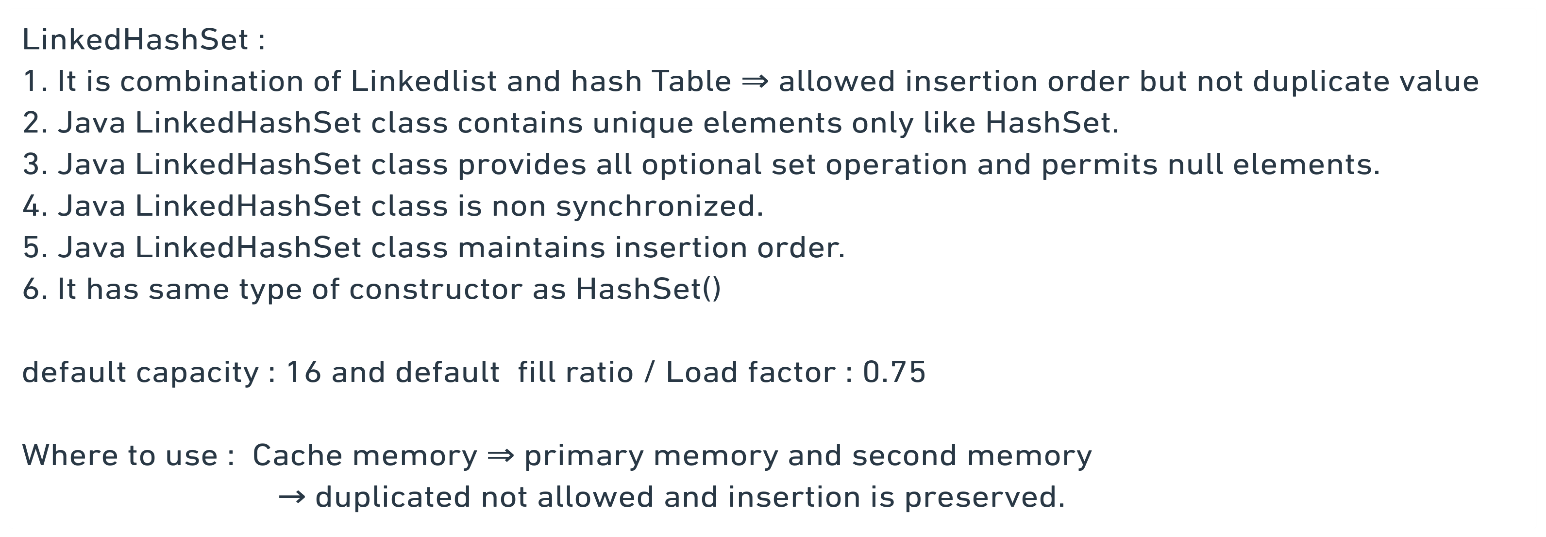 LinkedHashSet :
1. It is combination of Linkedlist and hash Table ⇒ allowed insertion order but not duplicate value
2. Java LinkedHashSet class contains unique elements only like HashSet.
3. Java LinkedHashSet class provides all optional set operation and permits null elements.
4. Java LinkedHashSet class is non synchronized.
5. Java LinkedHashSet class maintains insertion order.
6. It has same type of constructor as HashSet()
default capacity : 16 and default  fill ratio / Load factor : 0.75
Where to use :  Cache memory ⇒ primary memory and second memory
→ duplicated not allowed and insertion is preserved.